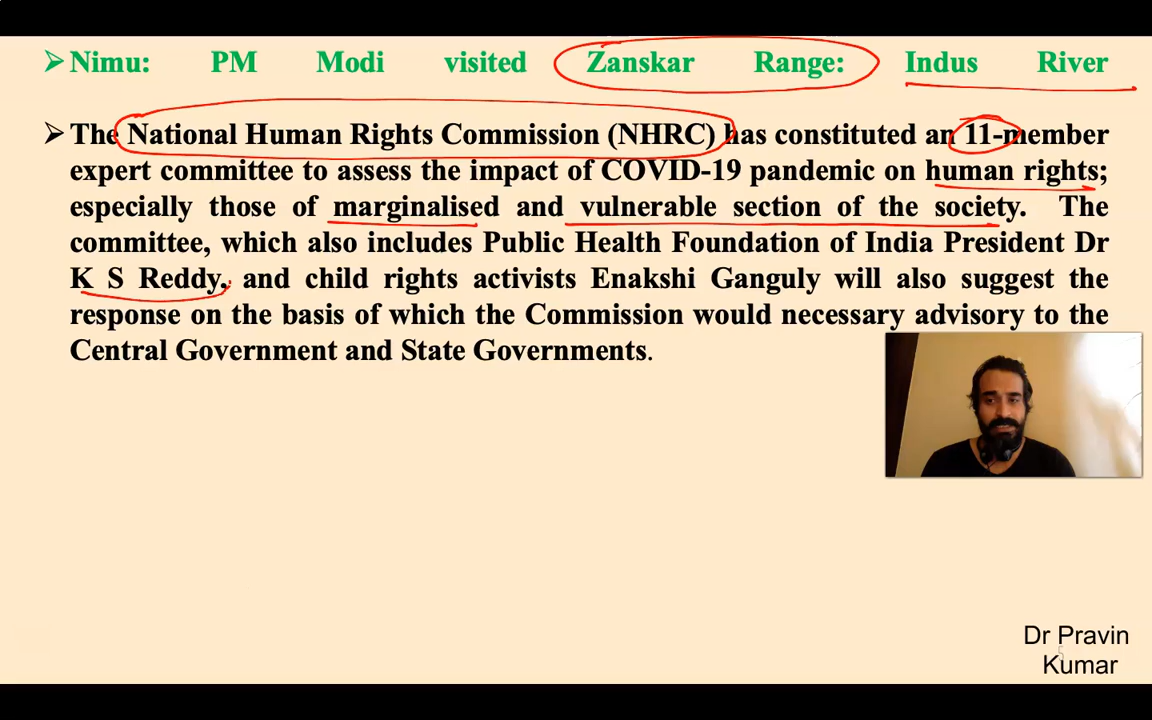 ➢Nimu: PM Modi visited Zanskar Range: Indus River
➢The National Human Rights Commission (NHRC) has constituted an 11-member
expert committee to assess the impact of COVID-19 pandemic on human rights;
especially those of marginalised and vulnerable section of the society. The
committee, which also includes Public Health Foundation of India President Dr
K S Reddy, and child rights activists Enakshi Ganguly will also suggest the
response on the basis of which the Commission would necessary advisory to the
Central Government and State Governments.
Dr Pravin
Kumar